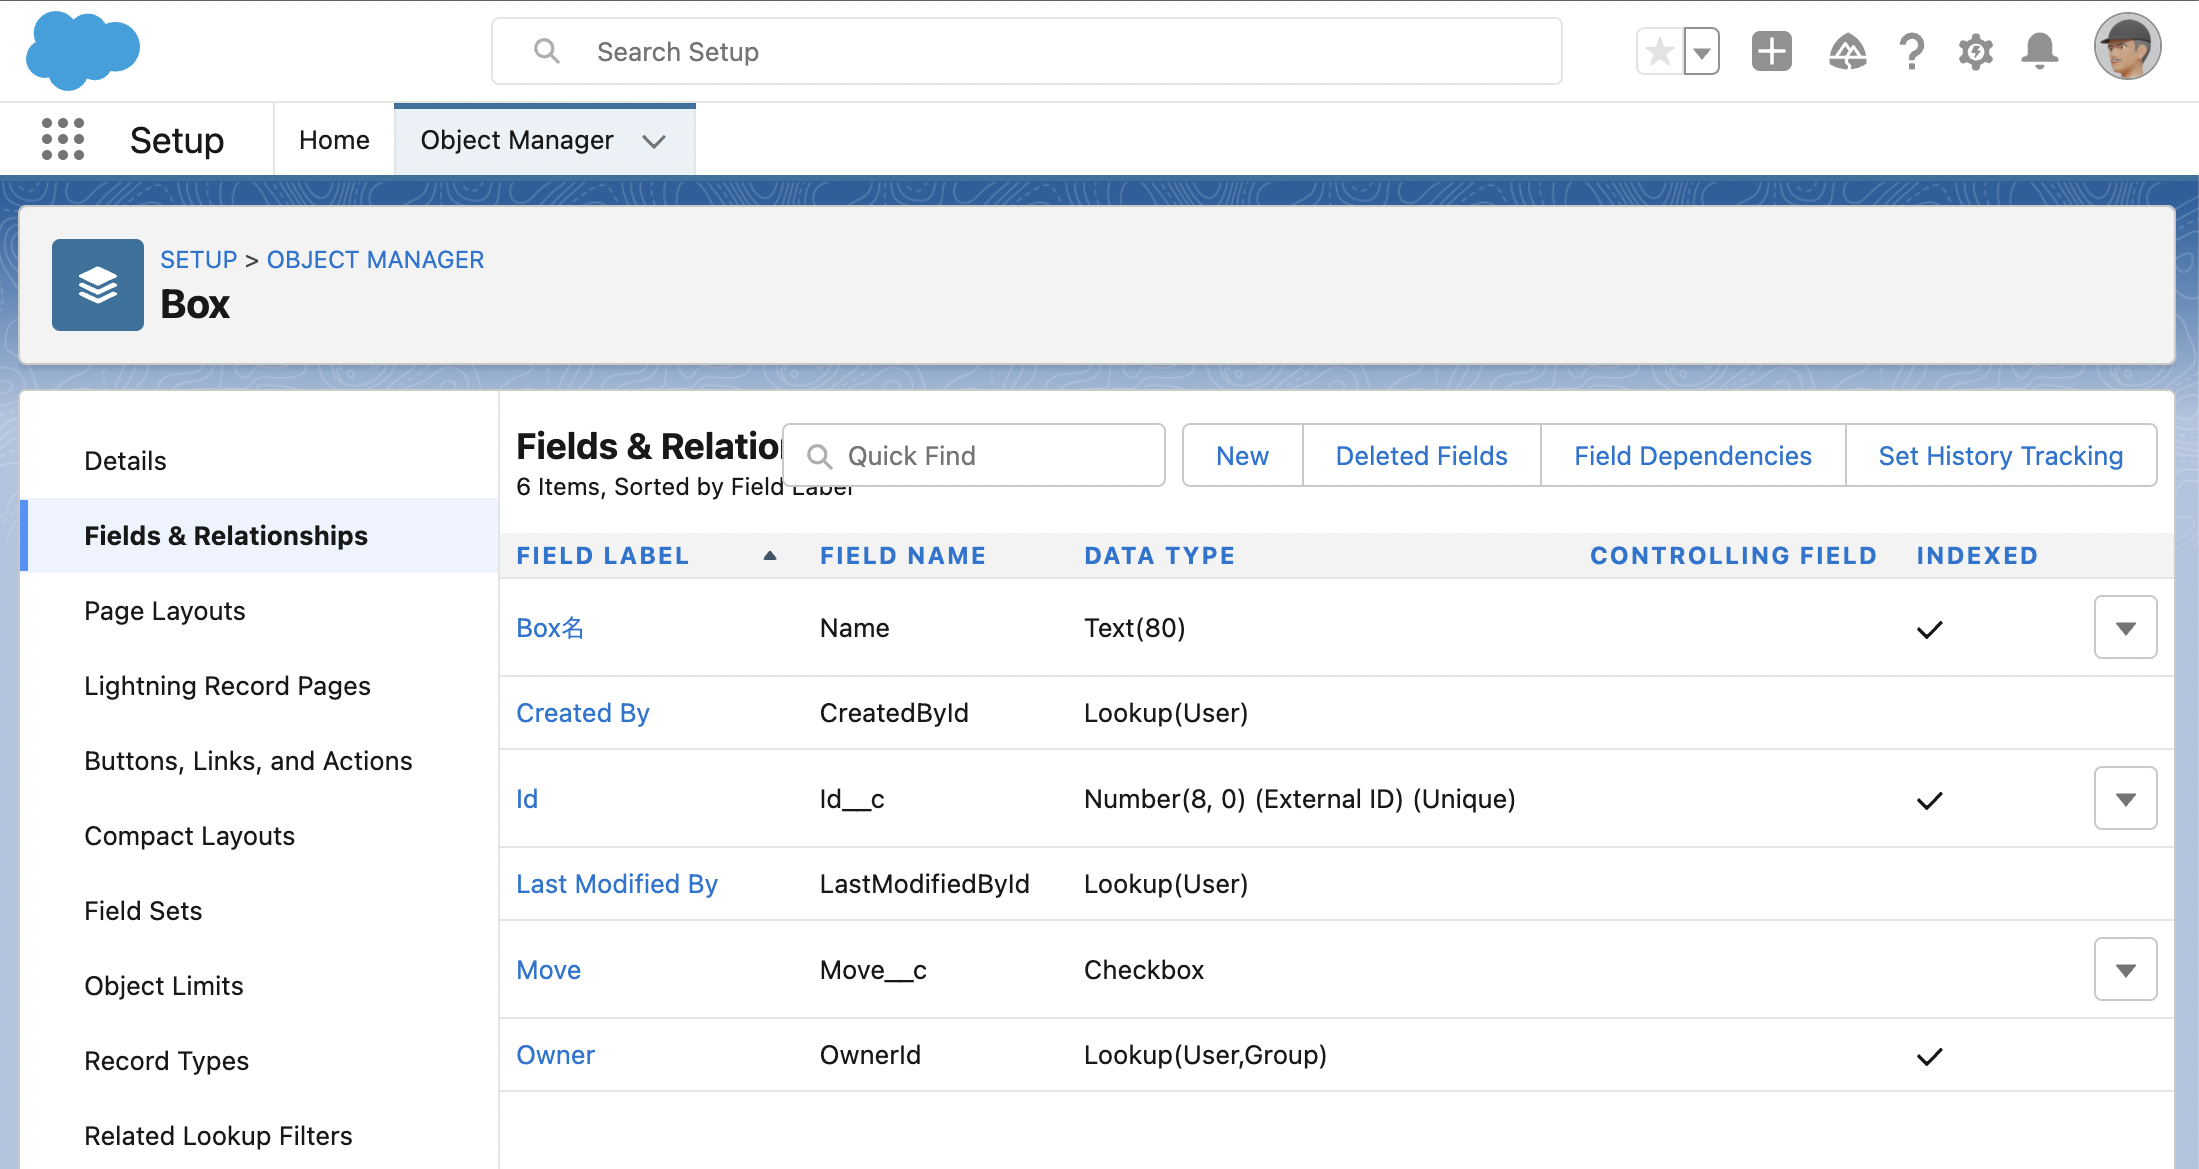 Search Setup
Setup
Home
Object Manager
SETUP > OBJECT MANAGER
Box
Details
Fields & Relationships
Page Layouts
Lightning Record Pages
Buttons, Links, and Actions
Compact Layouts
Field Sets
Object Limits
Record Types
Related Lookup Filters
Fields & Relatio
6 Items, Sorted by Field Label
Quick Find
New
Deleted Fields
Field Dependencies
Set History Tracking
FIELD LABEL FIELD NAME DATA TYPE CONTROLLING FIELD INDEXED
Box名 Name Text(80)
Created By CreatedById Lookup(User)
Id Id__c Number(8, 0) (External ID) (Unique)
Last Modified By LastModifiedById Lookup(User)
Move Move__c Checkbox
Owner OwnerId Lookup(User,Group)